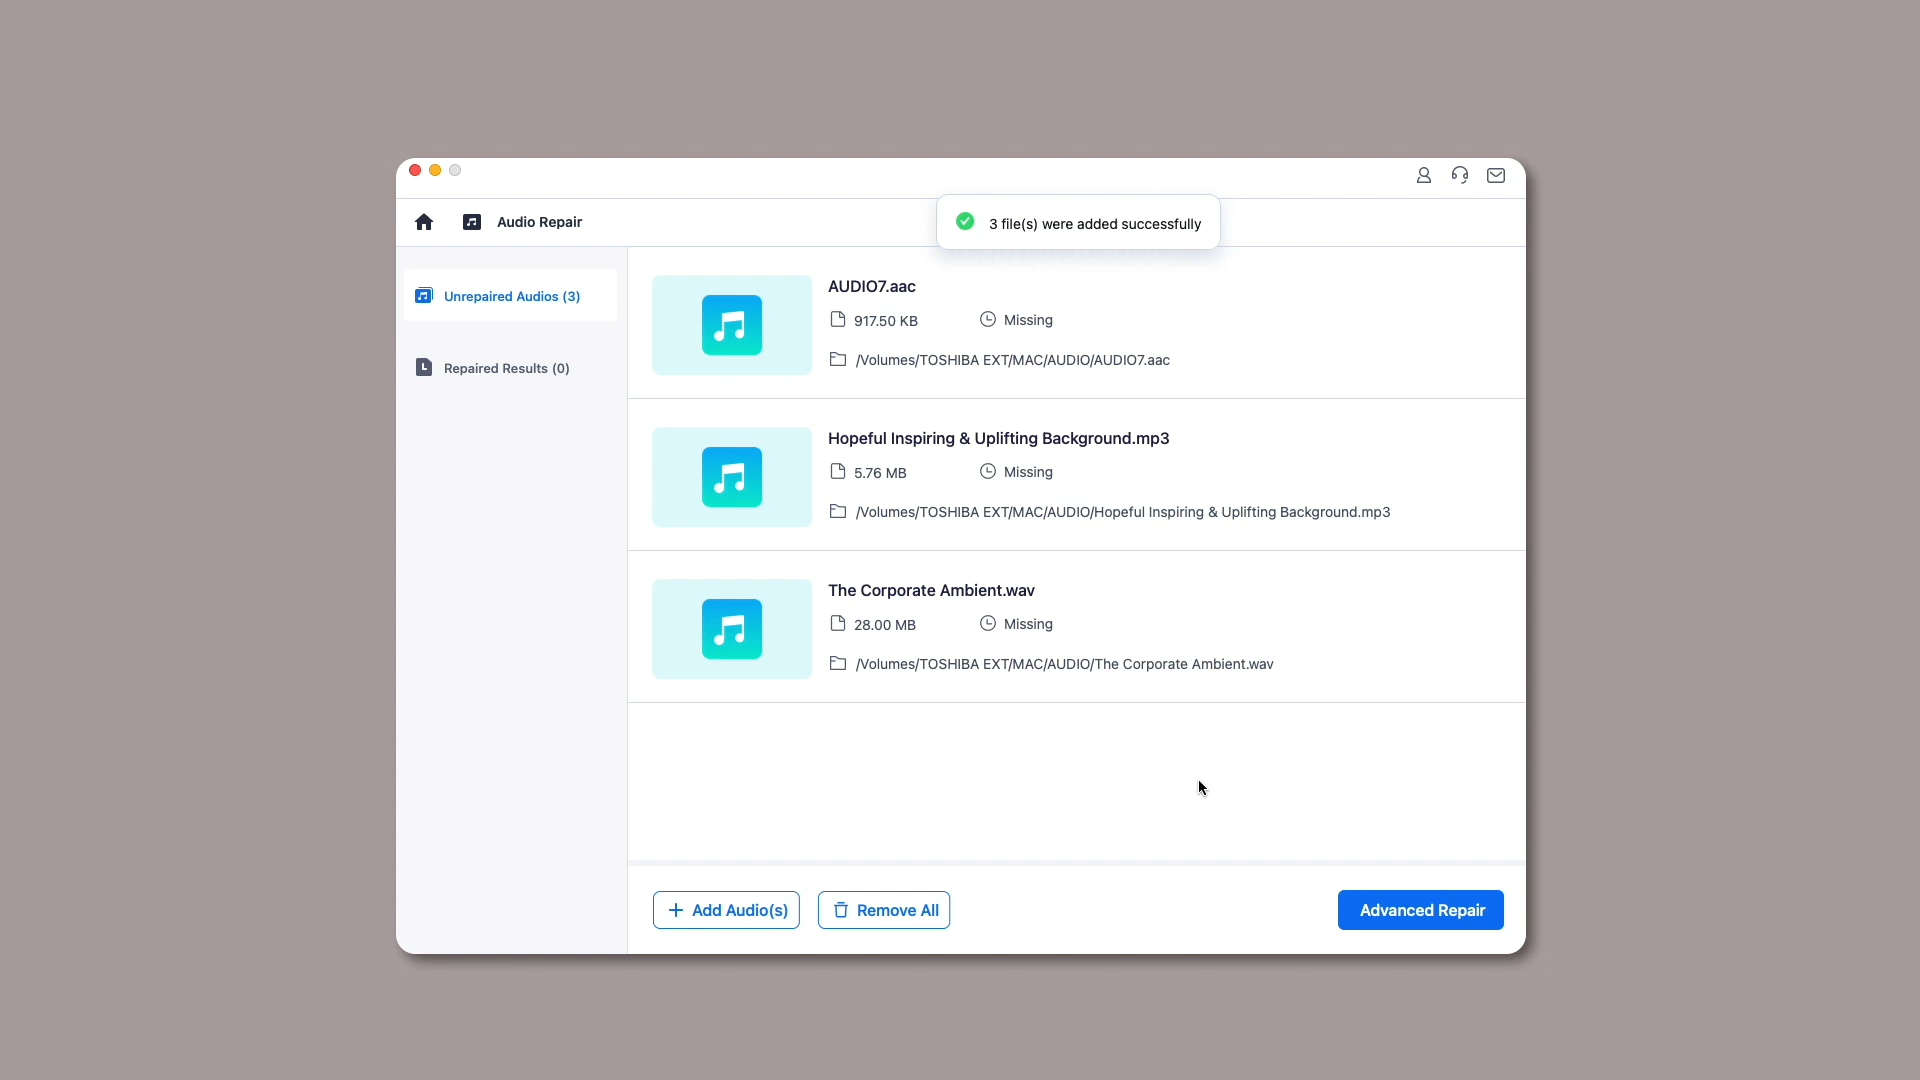 Audio Repair
3 file(s) were added successfully
Unrepaired Audios (3)
Repaired Results (0)
AUDIO7.aac
917.50 KB
Missing
/Volumes/TOSHIBA EXT/MAC/AUDIO/AUDIO7.aac
Hopeful Inspiring & Uplifting Background.mp3
5.76 MB
Missing
/Volumes/TOSHIBA EXT/MAC/AUDIO/Hopeful Inspiring & Uplifting Background.mp3
The Corporate Ambient.wav
28.00 MB
Missing
/Volumes/TOSHIBA EXT/MAC/AUDIO/The Corporate Ambient.wav
Add Audio(s)
Remove All
Advanced Repair